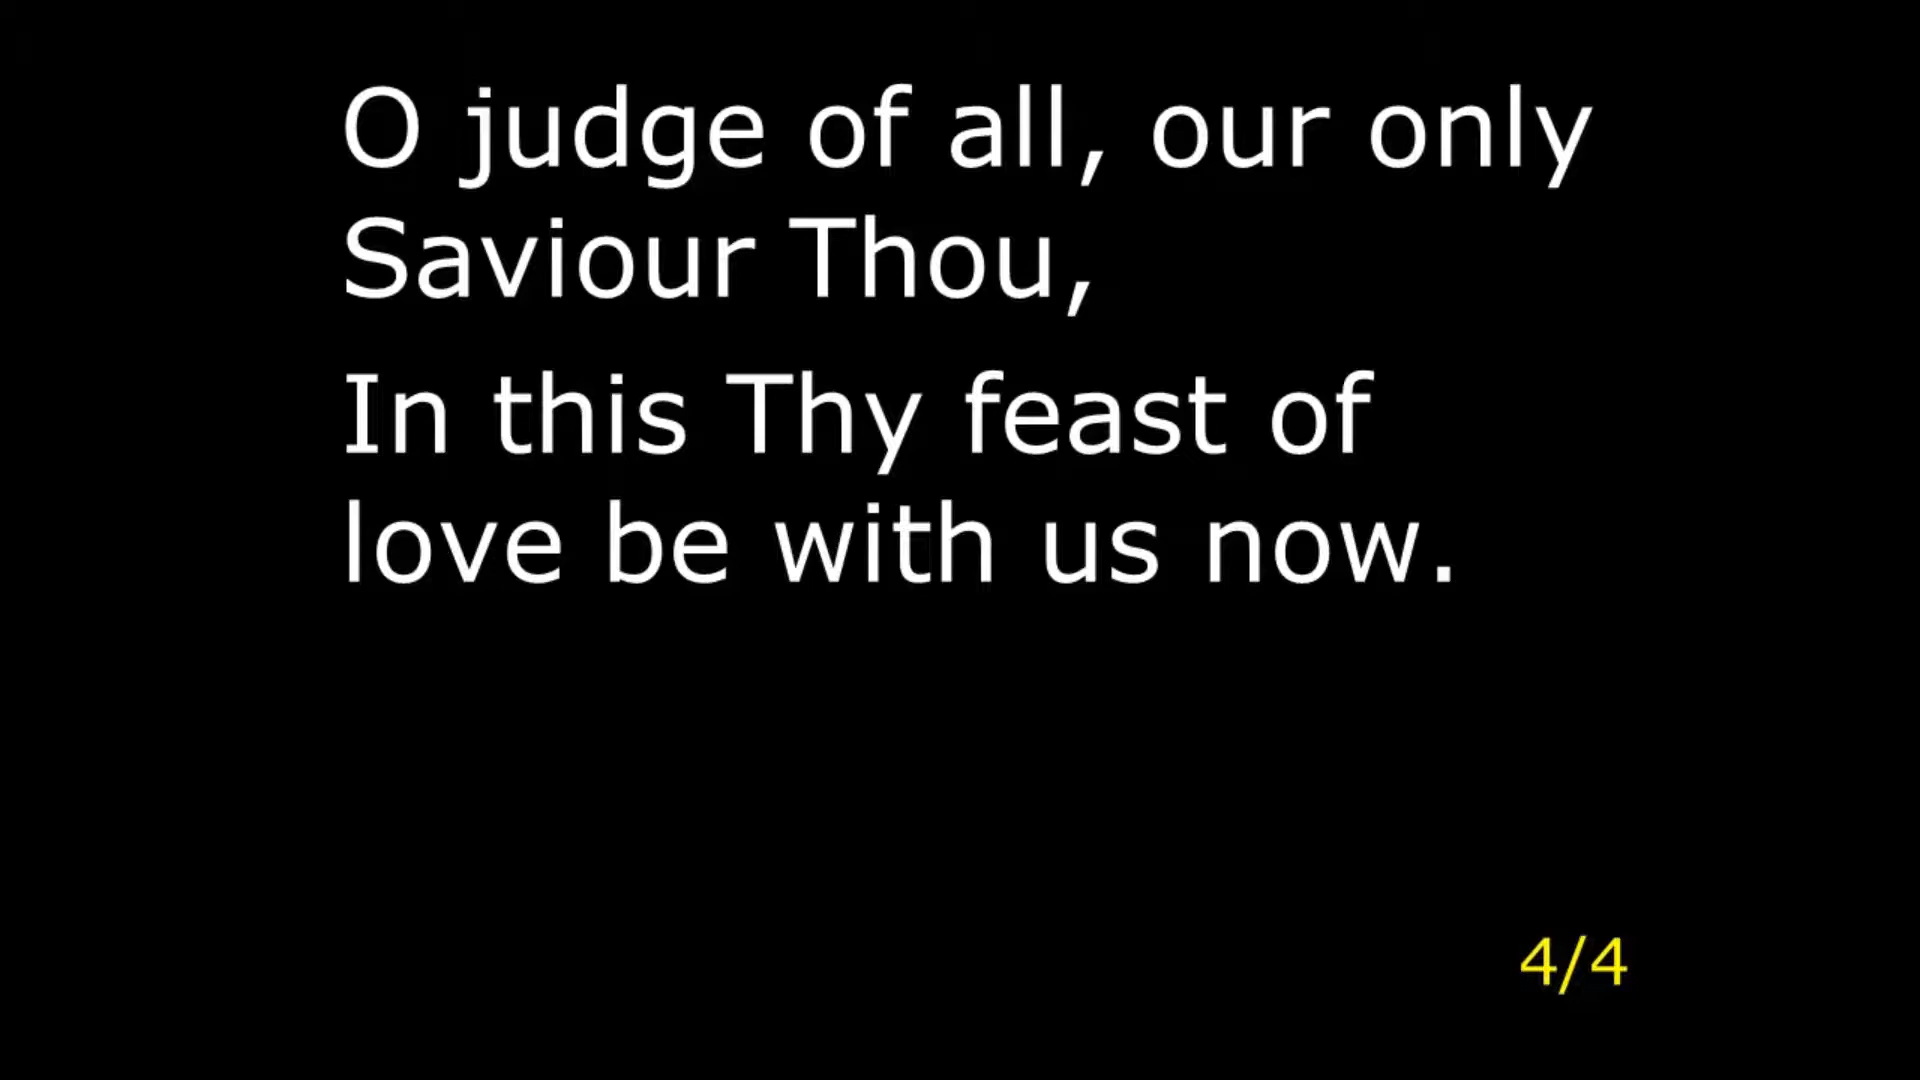 O judge of all, our only
Saviour Thou,
In this Thy feast of
love be with us now.
4/4